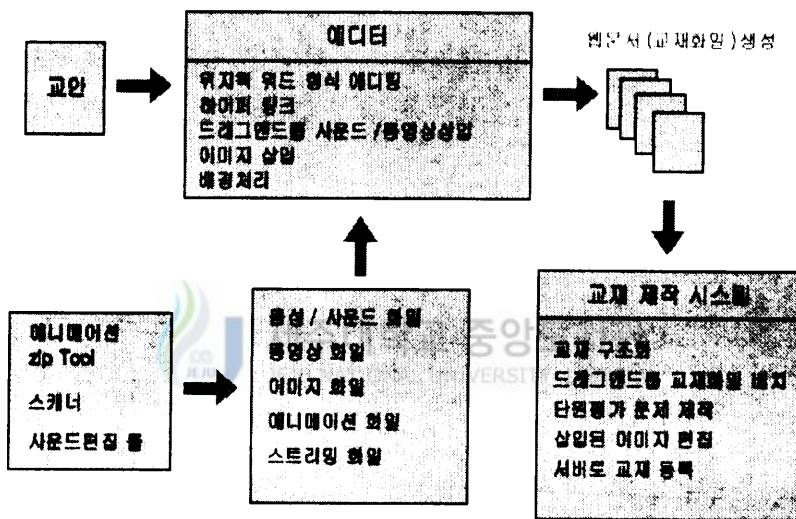 에디터
웹문서(교재화일)생성
교안
위지윅 워드 형식 에디팅
하이퍼 링크
드래그앤드롭 사운드/동영상삽입
이미지 삽입
배경처리
애니메이션
zip Tool
스캐너
사운드편집 툴
음성 / 사운드 화일
동영상 화일
이미지 화일
애니메이션 화일
스트리밍 화일
교재 제작 시스템
교재 구조화
드래그앤드롭 교재화일 배치
단원평가 문제 제작
삽입된 이미지 편집
서버로 교재 등록
중앙
JEJU NATIONAL UNIVERSITY